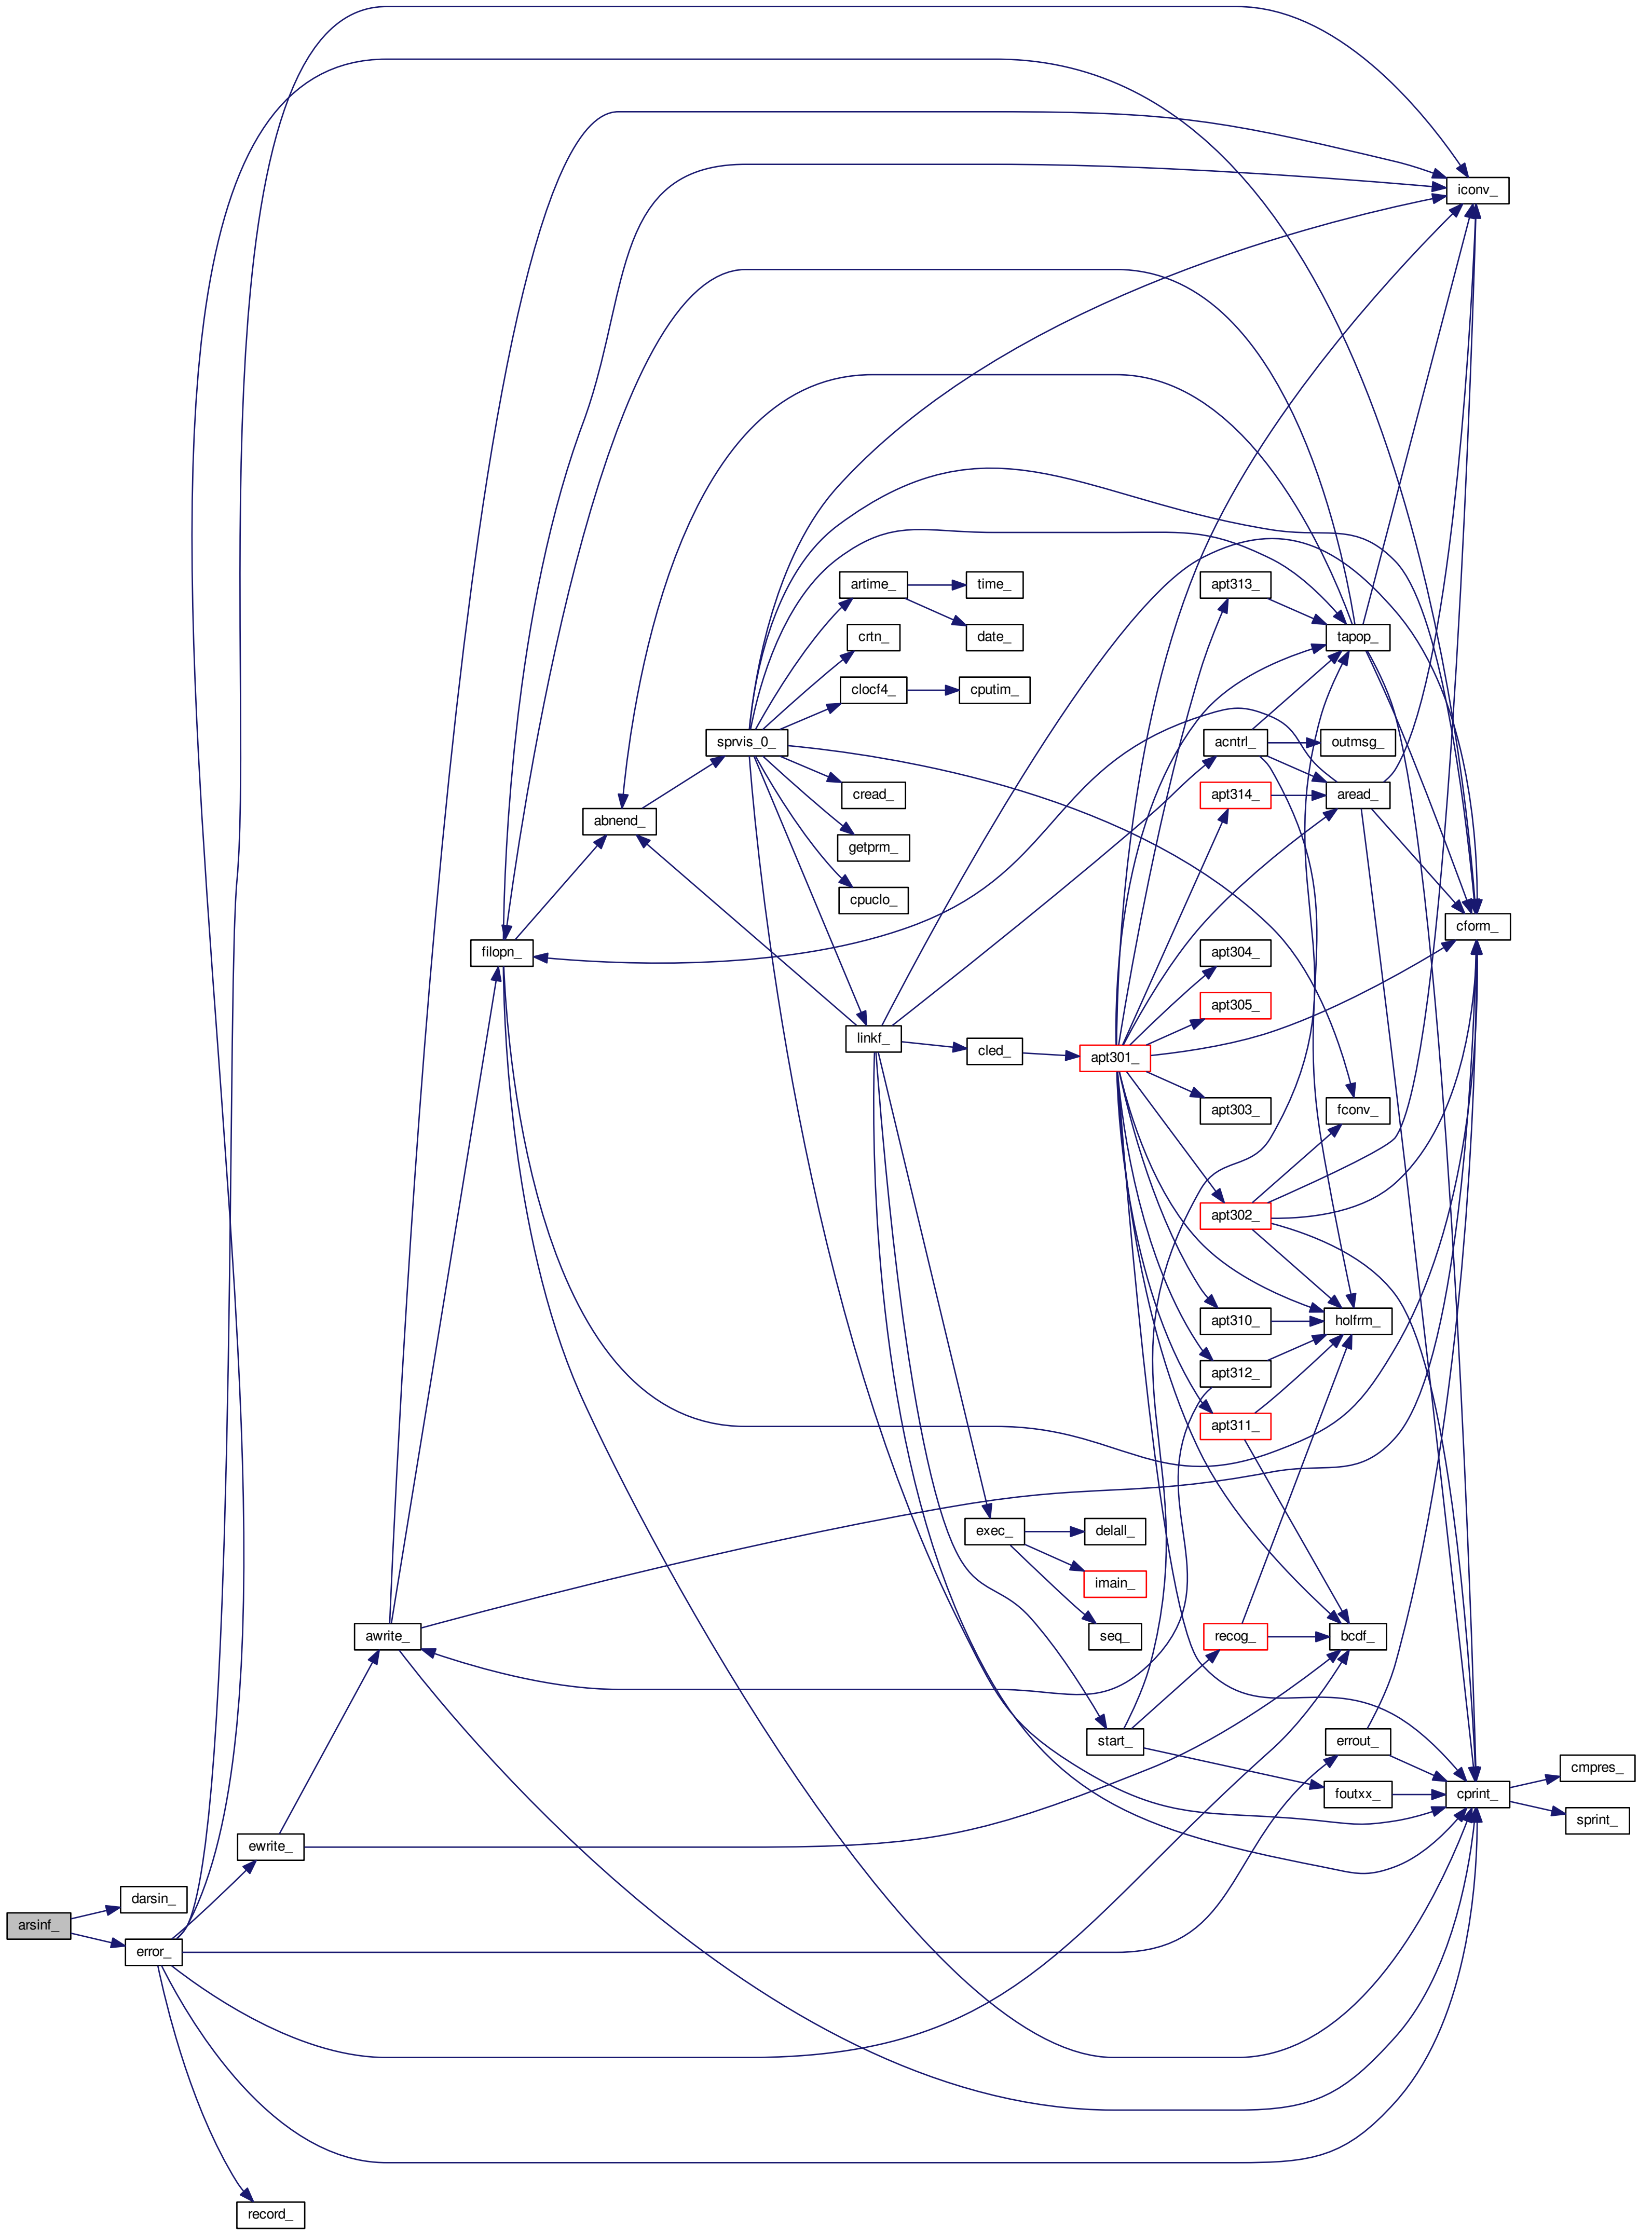 iconv_
artime_
time_
apt313_
crtn_
date_
tapop_
clocf4_
cputim_
sprvis_0_
acntrl_
outmsg_
cread_
apt314_
aread_
abnend_
getprm_
cpuclo_
cform_
filopn_
apt304_
apt305_
linkf_
cled_
apt301_
apt303_
fconv_
apt302_
apt310_
holfrm_
apt312_
apt311_
exec_
delall_
imain_
awrite_
seq_
recog_
bcdf_
start_
errout_
cmpres_
foutxx_
cprint_
sprint_
ewrite_
darsin_
arsinf_
error_
record_